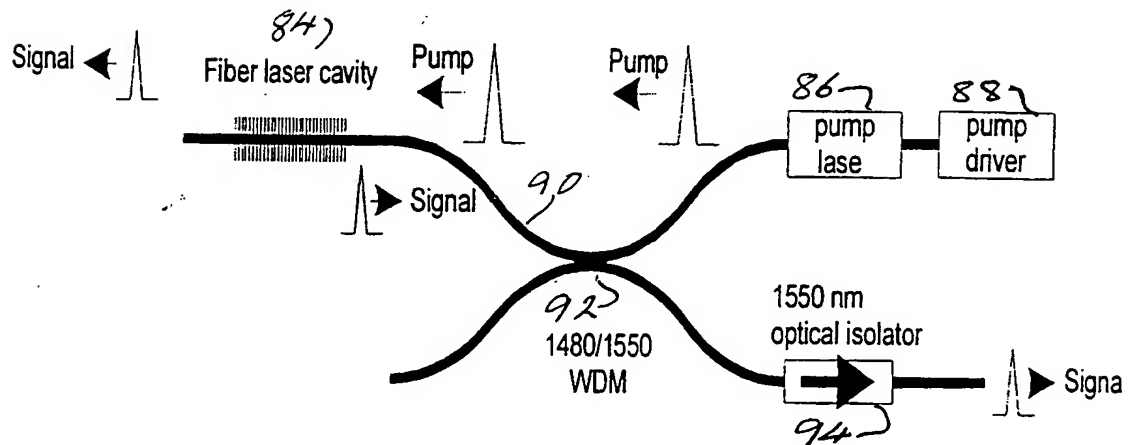 84
Signal
Fiber laser cavity
Pump
Pump
86
88
pump
lase
pump
driver
Signal
90
92
1480/1550
WDM
1550 nm
optical isolator
Signa
94